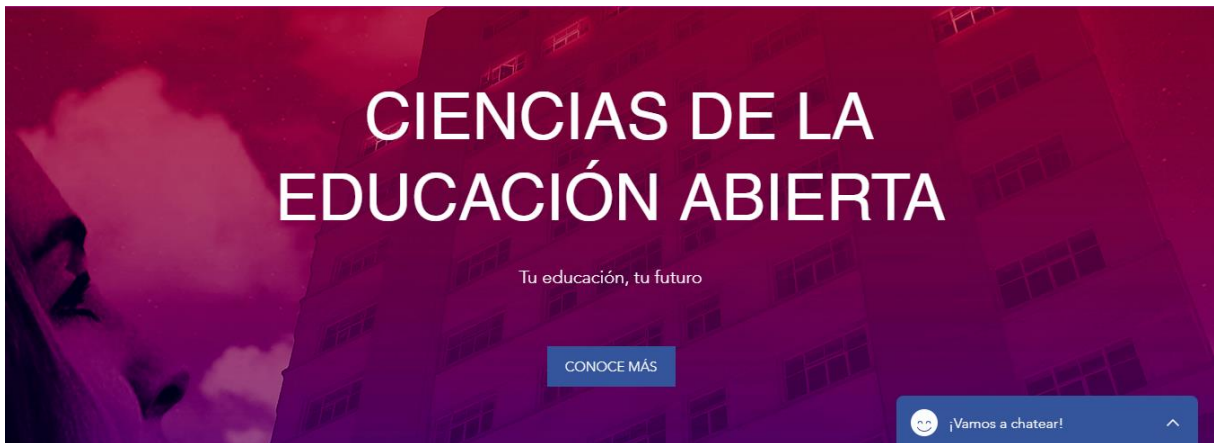 CIENCIAS DE LA
EDUCACIÓN ABIERTA
Tu educación, tu futuro
CONOCE MÁS
¡Vamos a chatear!